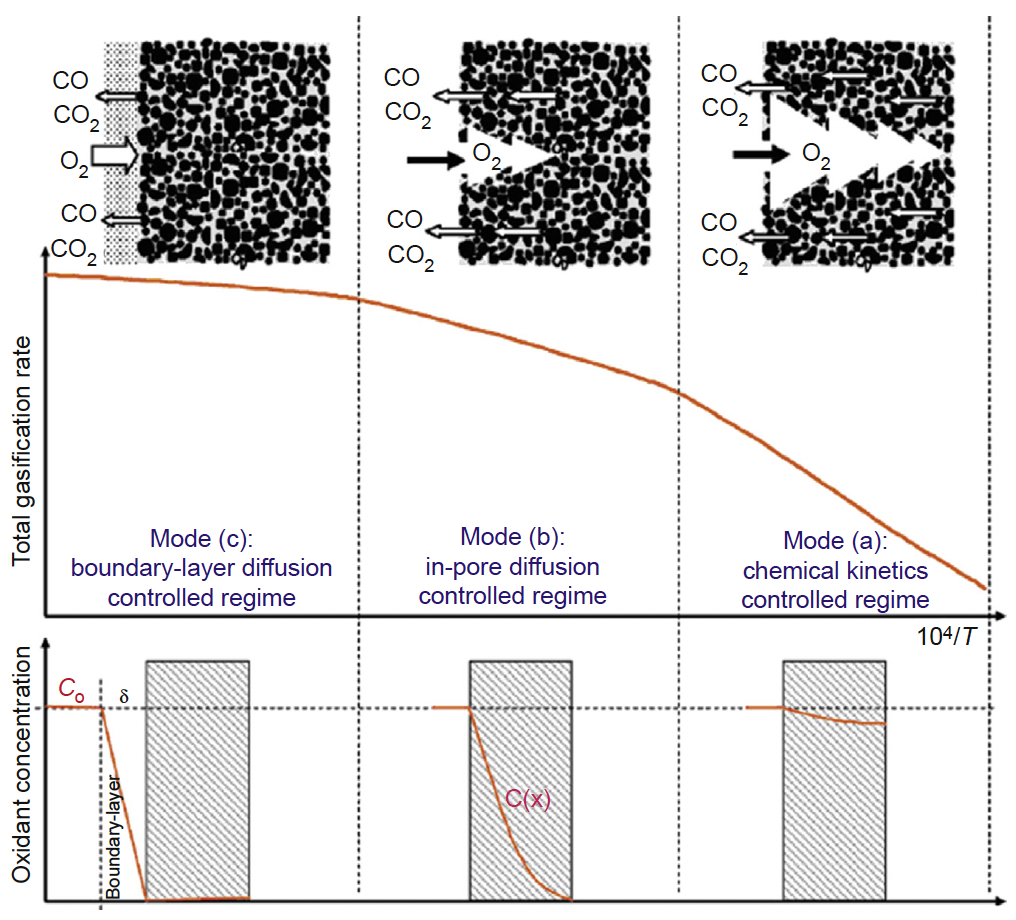 CO
CO₂
O₂
CO
CO₂
CO
CO₂
O₂
CO
CO₂
CO
CO₂
O₂
CO
CO₂
Total gasification rate
Mode (c):
boundary-layer diffusion
controlled regime
Mode (b):
in-pore diffusion
controlled regime
Mode (a):
chemical kinetics
controlled regime
10⁴/T
Oxidant concentration
Cₒ
δ
Boundary-layer
C(x)